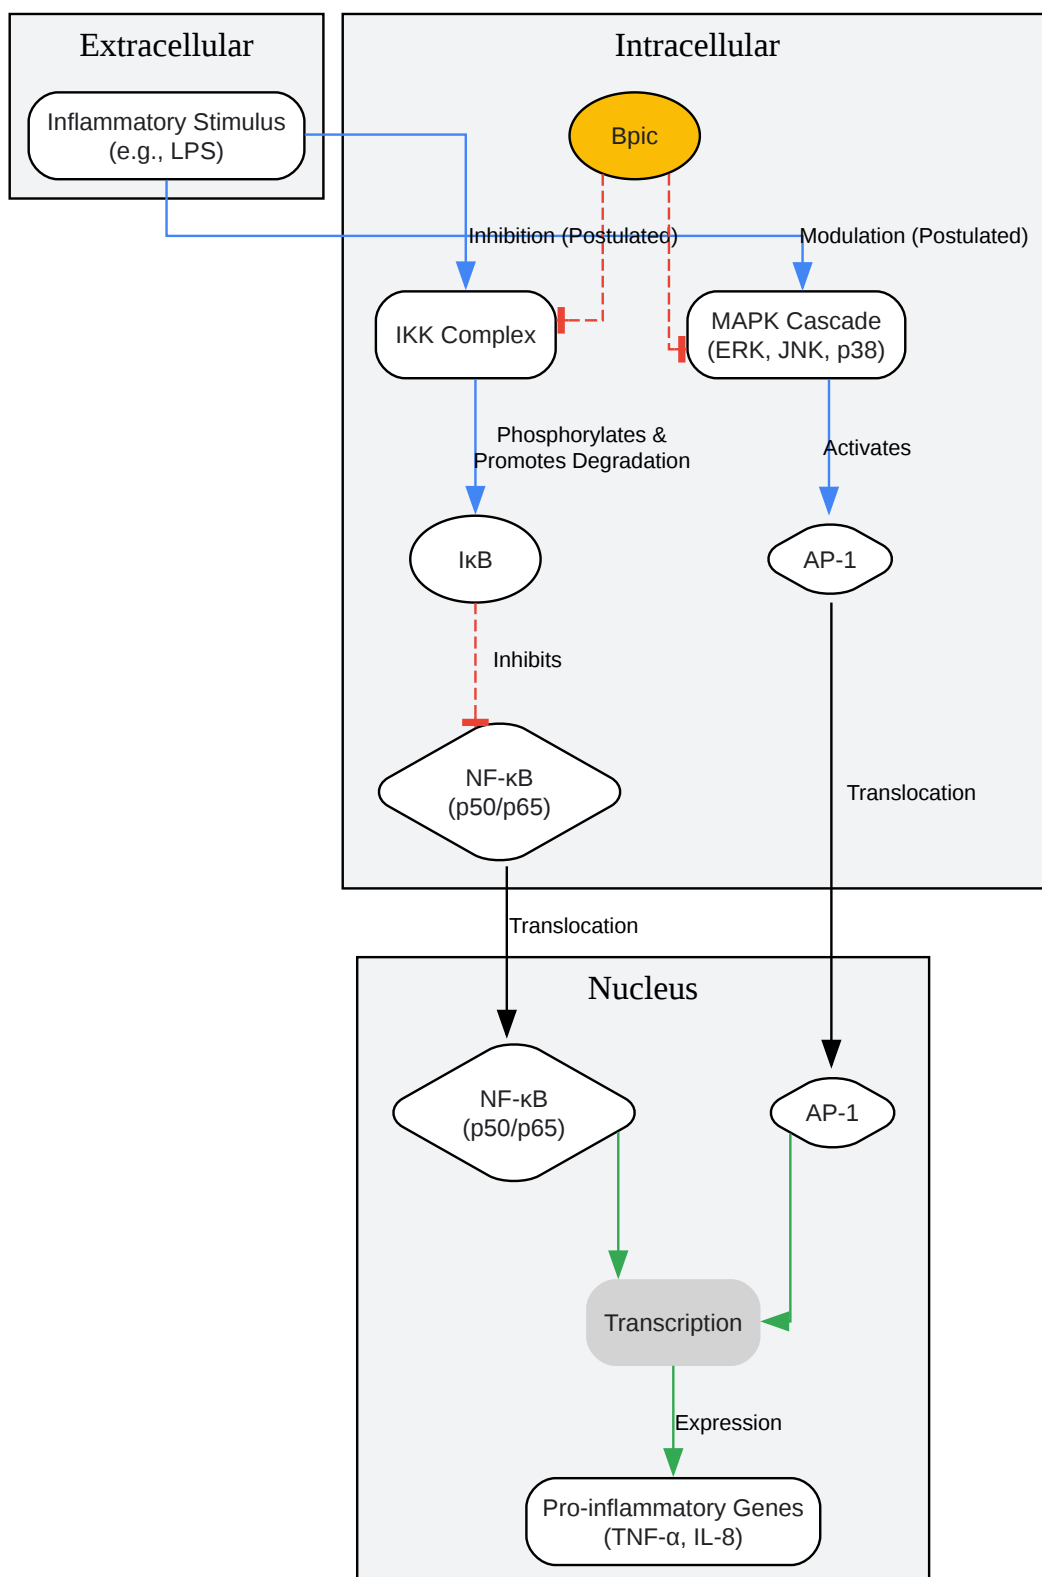 Extracellular
Intracellular
Inflammatory Stimulus
(e.g., LPS)
Bpic
Inhibition (Postulated)
Modulation (Postulated)
IKK Complex
MAPK Cascade
(ERK, JNK, p38)
Phosphorylates &
Promotes Degradation
Activates
IκB
AP-1
Inhibits
NF-κB
(p50/p65)
Translocation
Translocation
Nucleus
NF-κB
(p50/p65)
AP-1
Transcription
Expression
Pro-inflammatory Genes
(TNF-α, IL-8)